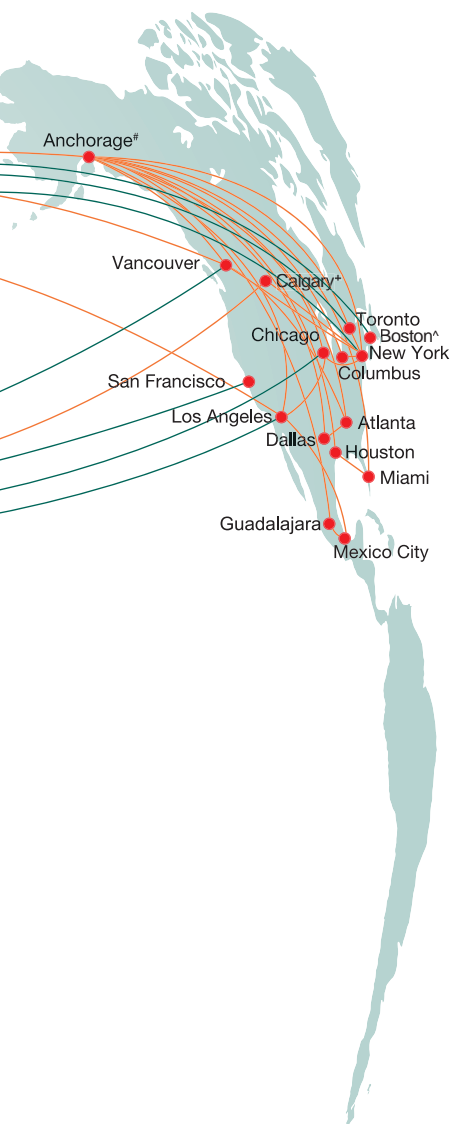 Anchorage#
Vancouver
Calgary+
Toronto
Chicago
Boston^
New York
Columbus
San Francisco
Los Angeles
Atlanta
Dallas
Houston
Miami
Guadalajara
Mexico City